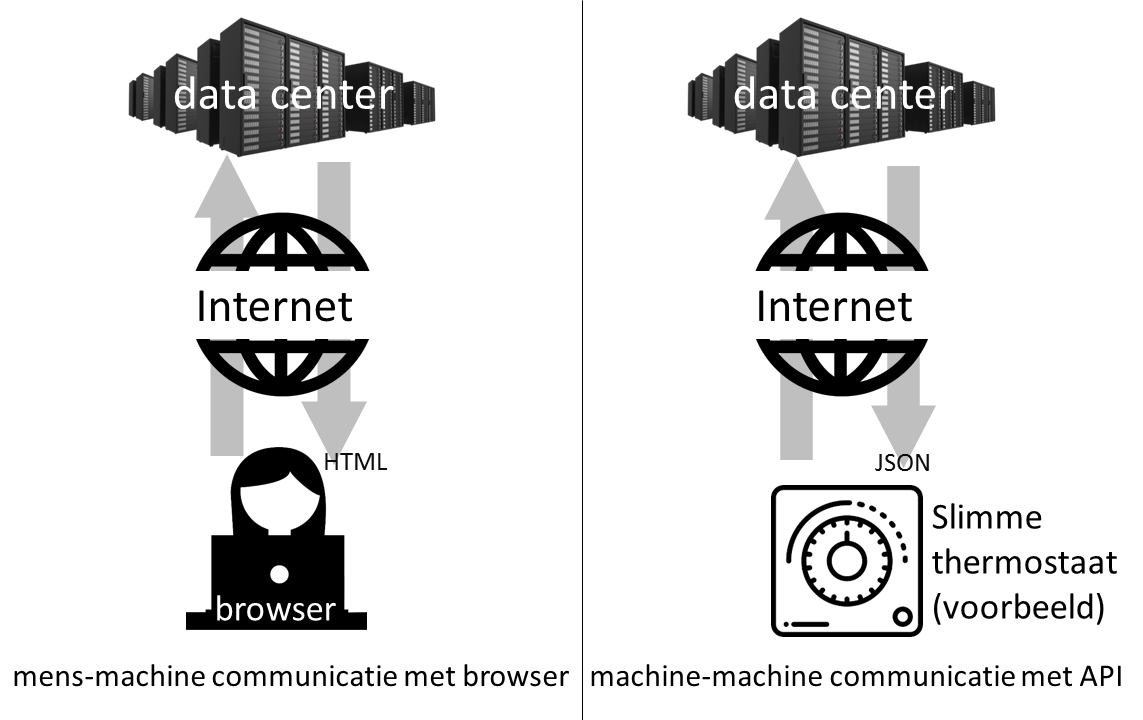 data center
Internet
HTML
browser
mens-machine communicatie met browser
data center
Internet
JSON
Slimme
thermostaat
(voorbeeld)
machine-machine communicatie met API